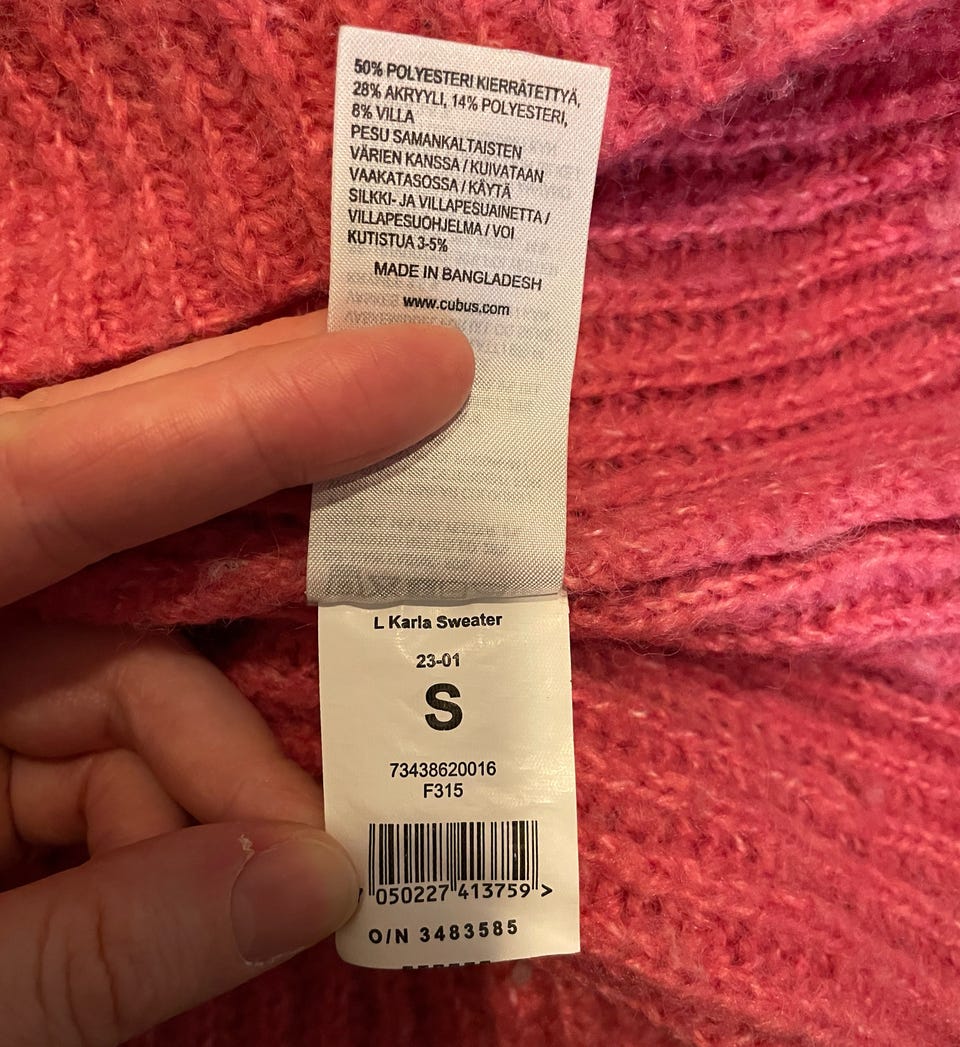 50% POLYESTERI KIERRÄTETTYÄ,
28% AKRYYLI, 14% POLYESTERI,
8% VILLA
PESU SAMANKALTAISTEN
VÄRIEN KANSSA / KUIVATAAN
VAAKATASOSSA / KÄYTÄ
SILKKI- JA VILLAPESUAINETTA /
VILLAPESUOHJELMA / VOI
KUTISTUA 3-5%
MADE IN BANGLADESH
www.cubus.com
L Karla Sweater
23-01
S
73438620016
F315
050227 413759 >
O/N 3483585